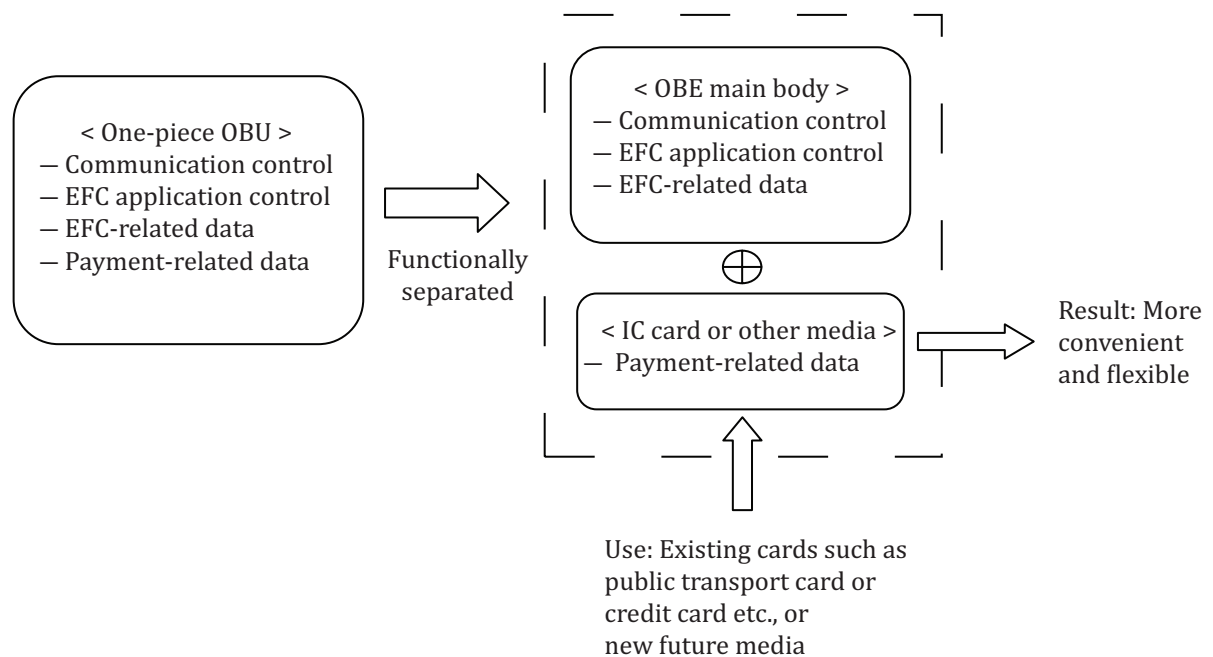 < One-piece OBU >
— Communication control
— EFC application control
— EFC-related data
— Payment-related data
Functionally
separated
< OBE main body >
— Communication control
— EFC application control
— EFC-related data
< IC card or other media >
— Payment-related data
Result: More
convenient
and flexible
Use: Existing cards such as
public transport card or
credit card etc., or
new future media